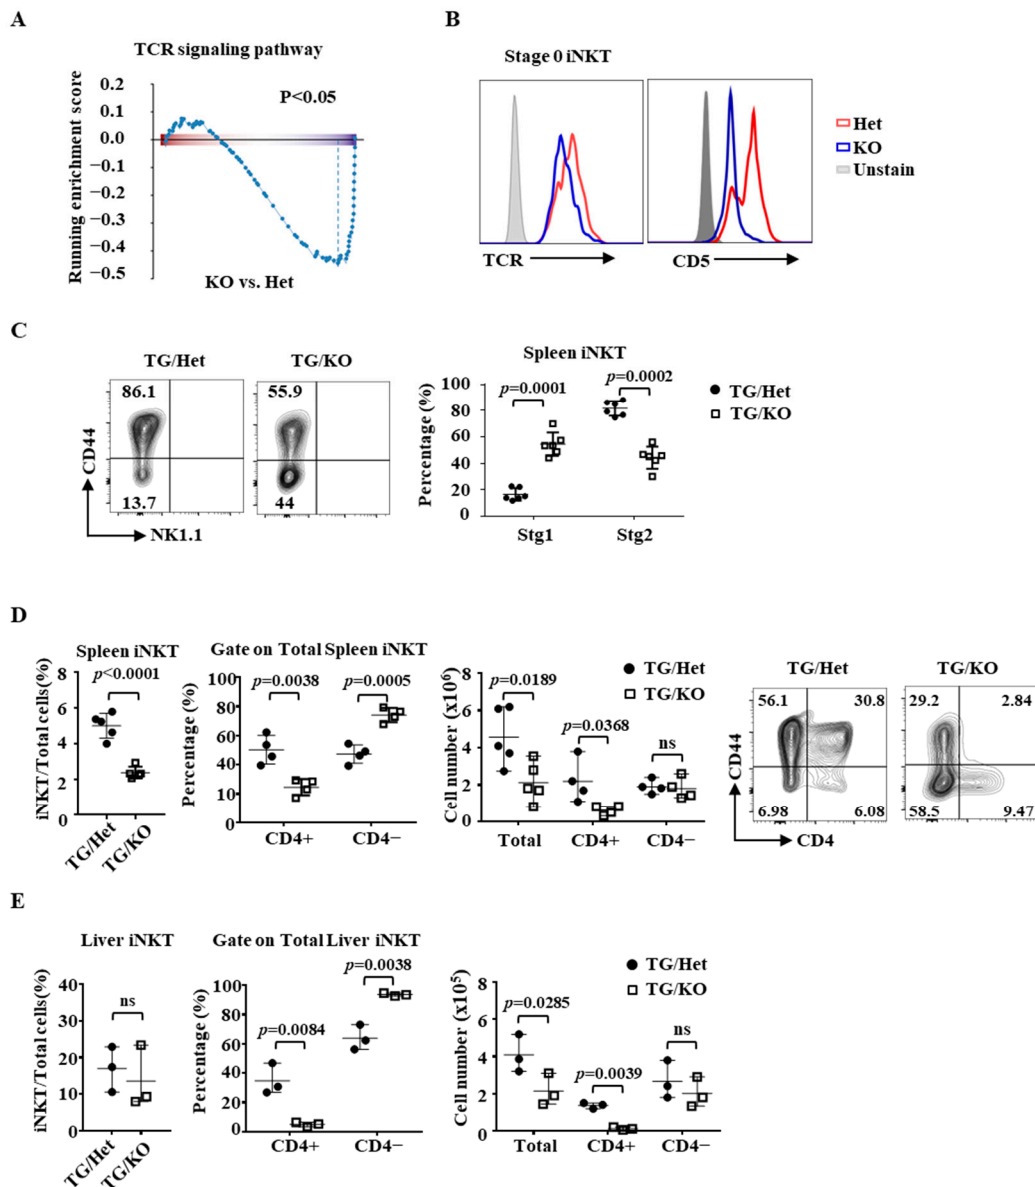 A
TCR signaling pathway
Running enrichment score
0.2
0.1
0.0
−0.1
−0.2
−0.3
−0.4
−0.5
P<0.05
KO vs. Het
B
Stage 0 iNKT
TCR
CD5
Het
KO
Unstain
C
TG/Het
TG/KO
86.1
13.7
55.9
44
CD44
NK1.1
Spleen iNKT
Percentage (%)
100
80
60
40
20
0
p=0.0001
p=0.0002
Stg1
Stg2
TG/Het
TG/KO
D
Spleen iNKT
p<0.0001
iNKT/Total cells(%)
8
6
4
2
0
TG/Het
TG/KO
Gate on Total Spleen iNKT
Percentage (%)
100
80
60
40
10
100
p=0.0038
p=0.0005
CD4+
CD4−
Cell number (x10⁶)
8
6
4
2
0
p=0.0189
p=0.0368
ns
Total
CD4+
CD4−
TG/Het
TG/KO
TG/Het
TG/KO
56.1
30.8
6.98
6.08
29.2
2.84
58.5
9.47
CD44
CD4
E
Liver iNKT
iNKT/Total cells(%)
40
30
20
10
0
ns
TG/Het
TG/KO
Gate on Total Liver iNKT
Percentage (%)
100
80
60
40
20
0
p=0.0084
p=0.0038
CD4+
CD4−
Cell number (x10⁵)
8
6
4
2
0
p=0.0285
p=0.0039
ns
Total
CD4+
CD4−
TG/Het
TG/KO